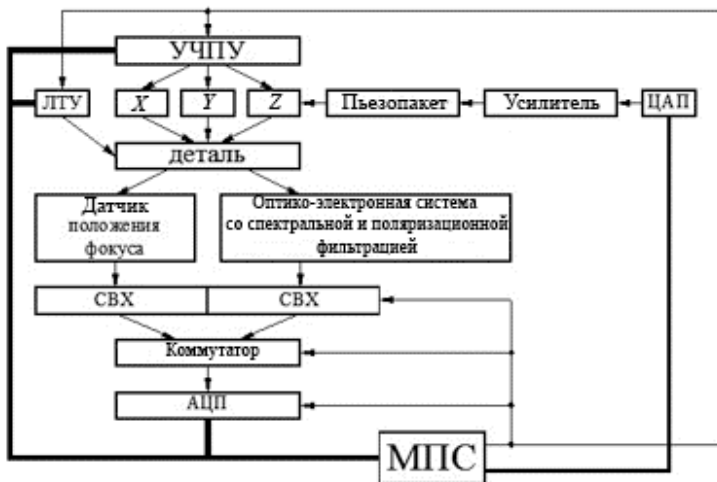 УЧПУ
ЛТУ X Y Z Пьезопакет Усилитель ЦАП
деталь
Датчик
положения
фокуса
Оптико-электронная система
со спектральной и поляризационной
фильтрацией
СВХ СВХ
Коммутатор
АЦП
МПС